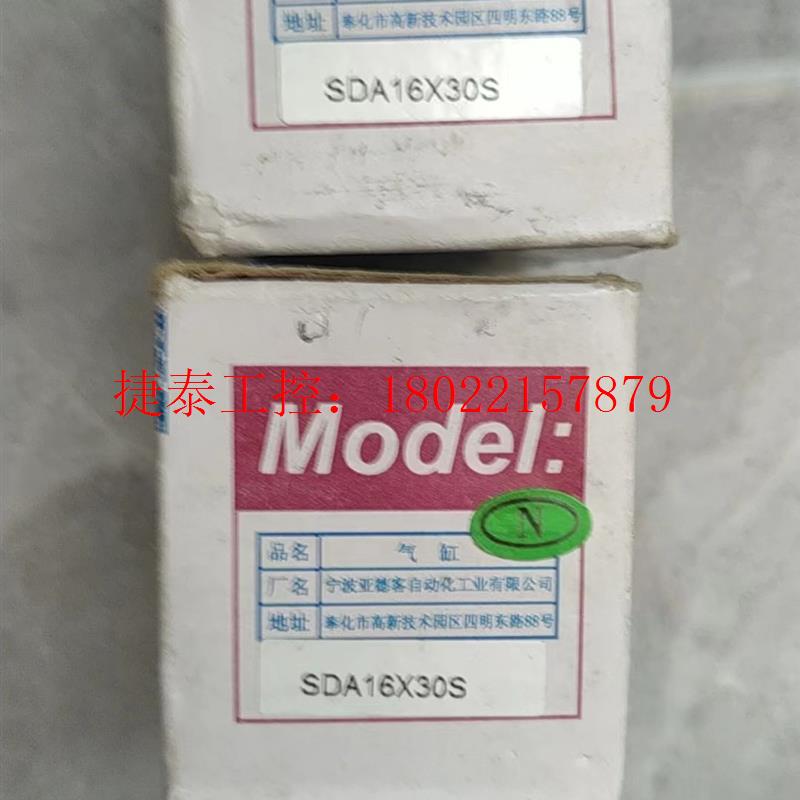 地址 奉化市高新技术园区四明东路88号
SDA16X30S
捷泰工控：18022157879
Model:
N
品名 气缸
厂名 宁波亚德客自动化工业有限公司
地址 奉化市高新技术园区四明东路88号
SDA16X30S